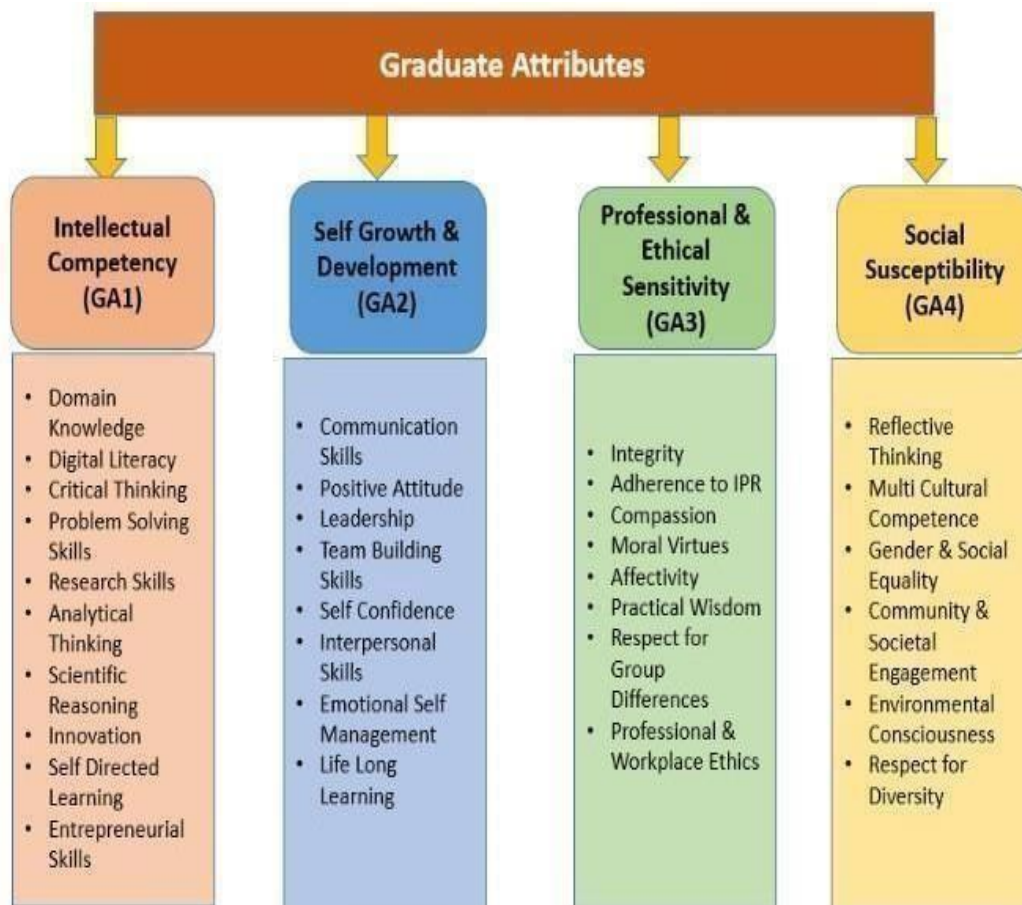 Graduate Attributes
Intellectual
Competency
(GA1)
• Domain
Knowledge
• Digital Literacy
• Critical Thinking
• Problem Solving
Skills
• Research Skills
• Analytical
Thinking
• Scientific
Reasoning
• Innovation
• Self Directed
Learning
• Entrepreneurial
Skills
Self Growth &
Development
(GA2)
• Communication
Skills
• Positive Attitude
• Leadership
• Team Building
Skills
• Self Confidence
• Interpersonal
Skills
• Emotional Self
Management
• Life Long
Learning
Professional &
Ethical
Sensitivity
(GA3)
• Integrity
• Adherence to IPR
• Compassion
• Moral Virtues
• Affectivity
• Practical Wisdom
• Respect for
Group
Differences
• Professional &
Workplace Ethics
Social
Susceptibility
(GA4)
• Reflective
Thinking
• Multi Cultural
Competence
• Gender & Social
Equality
• Community &
Societal
Engagement
• Environmental
Consciousness
• Respect for
Diversity